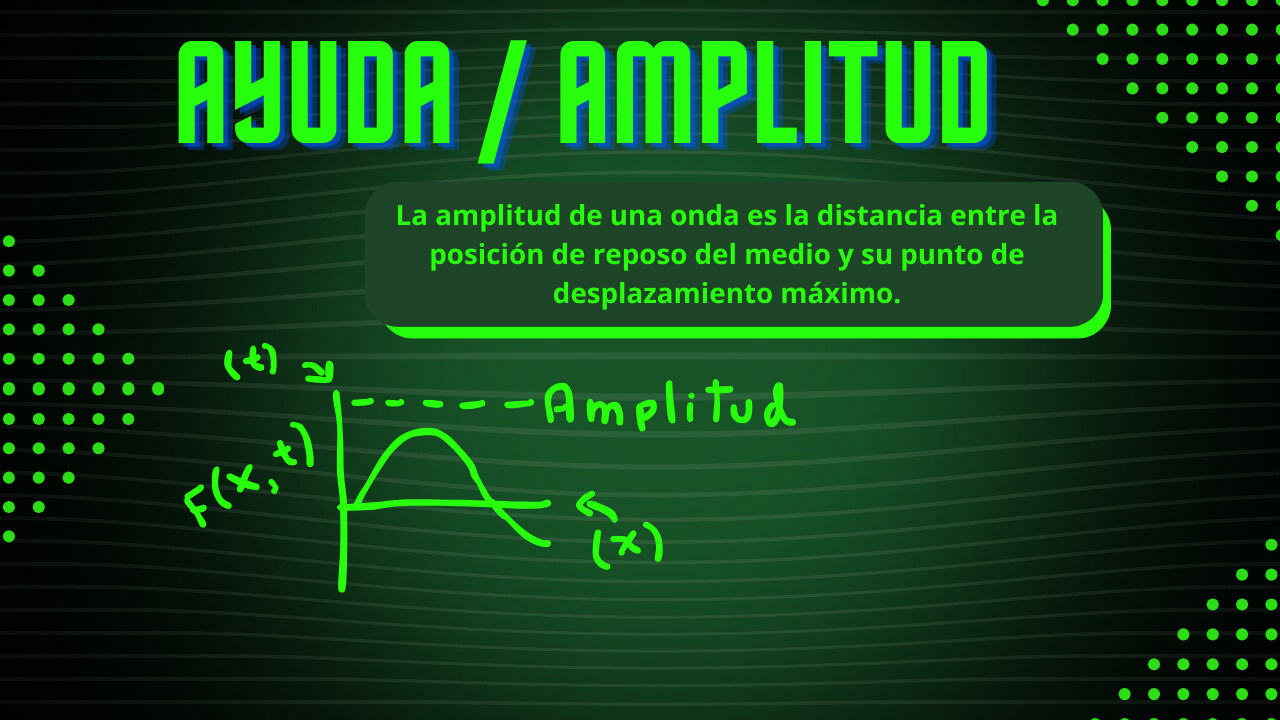 AYUDA / AMPLITUD
La amplitud de una onda es la distancia entre la
posición de reposo del medio y su punto de
desplazamiento máximo.
(t)
Amplitud
F(x, t)
(x)